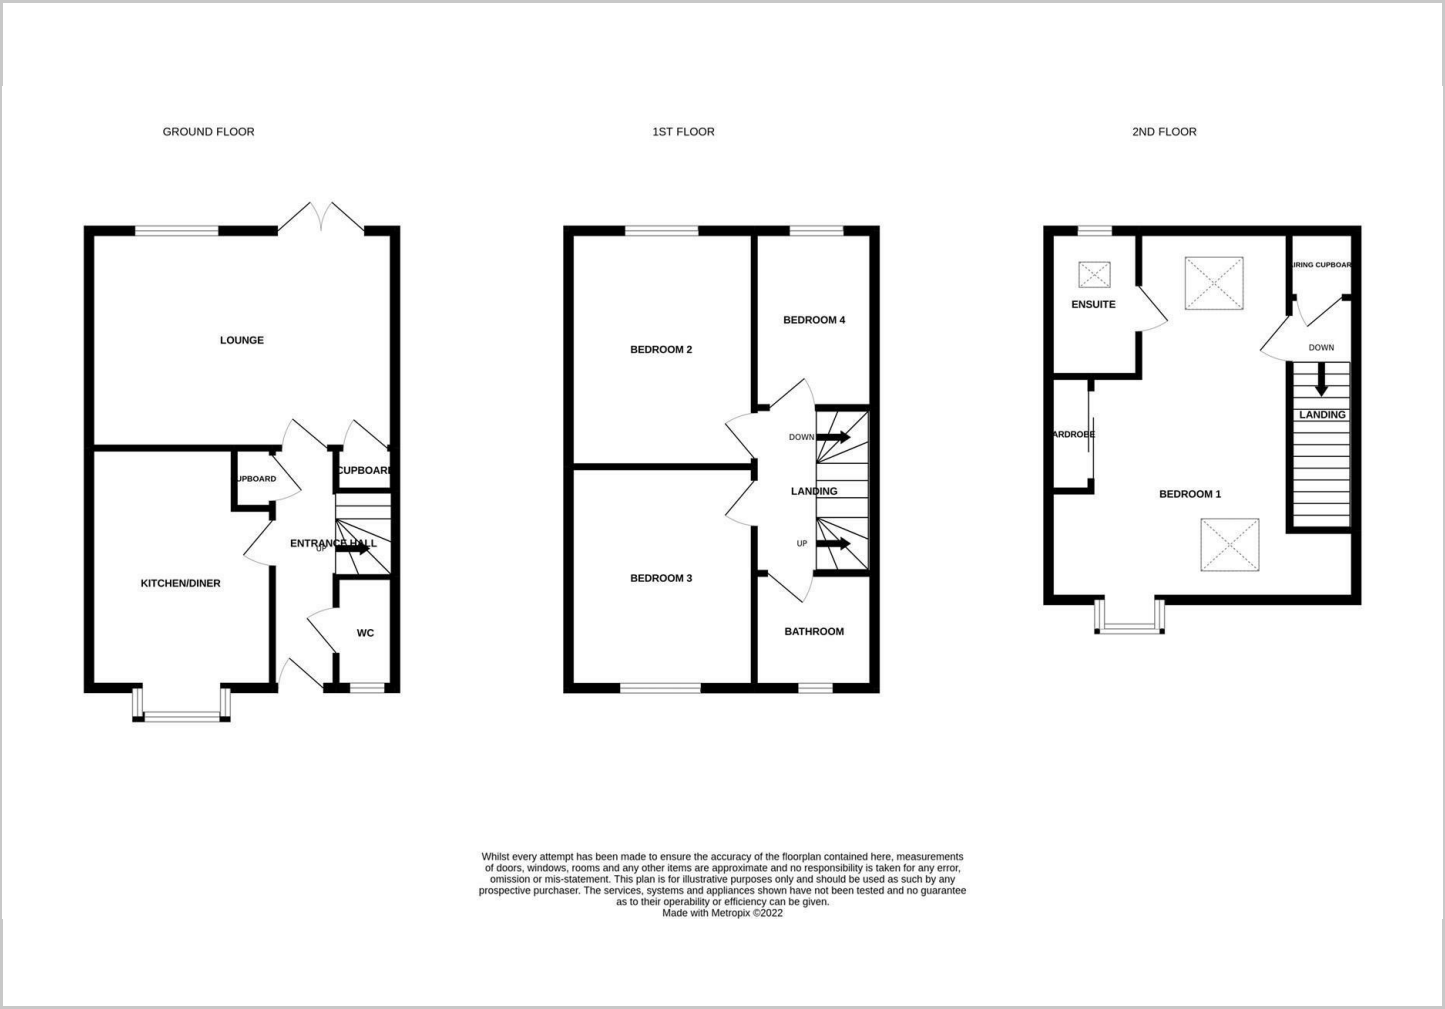 GROUND FLOOR
1ST FLOOR
2ND FLOOR
LOUNGE
UPBOARD
CUPBOARD
ENTRANCE HALL
UP
KITCHEN/DINER
WC
BEDROOM 2
BEDROOM 4
DOWN
LANDING
UP
BEDROOM 3
BATHROOM
ENSUITE
IRING CUPBOAR
DOWN
LANDING
ARDROBE
BEDROOM 1
Whilst every attempt has been made to ensure the accuracy of the floorplan contained here, measurements
of doors, windows, rooms and any other items are approximate and no responsibility is taken for any error,
omission or mis-statement. This plan is for illustrative purposes only and should be used as such by any
prospective purchaser. The services, systems and appliances shown have not been tested and no guarantee
as to their operability or efficiency can be given.
Made with Metropix ©2022